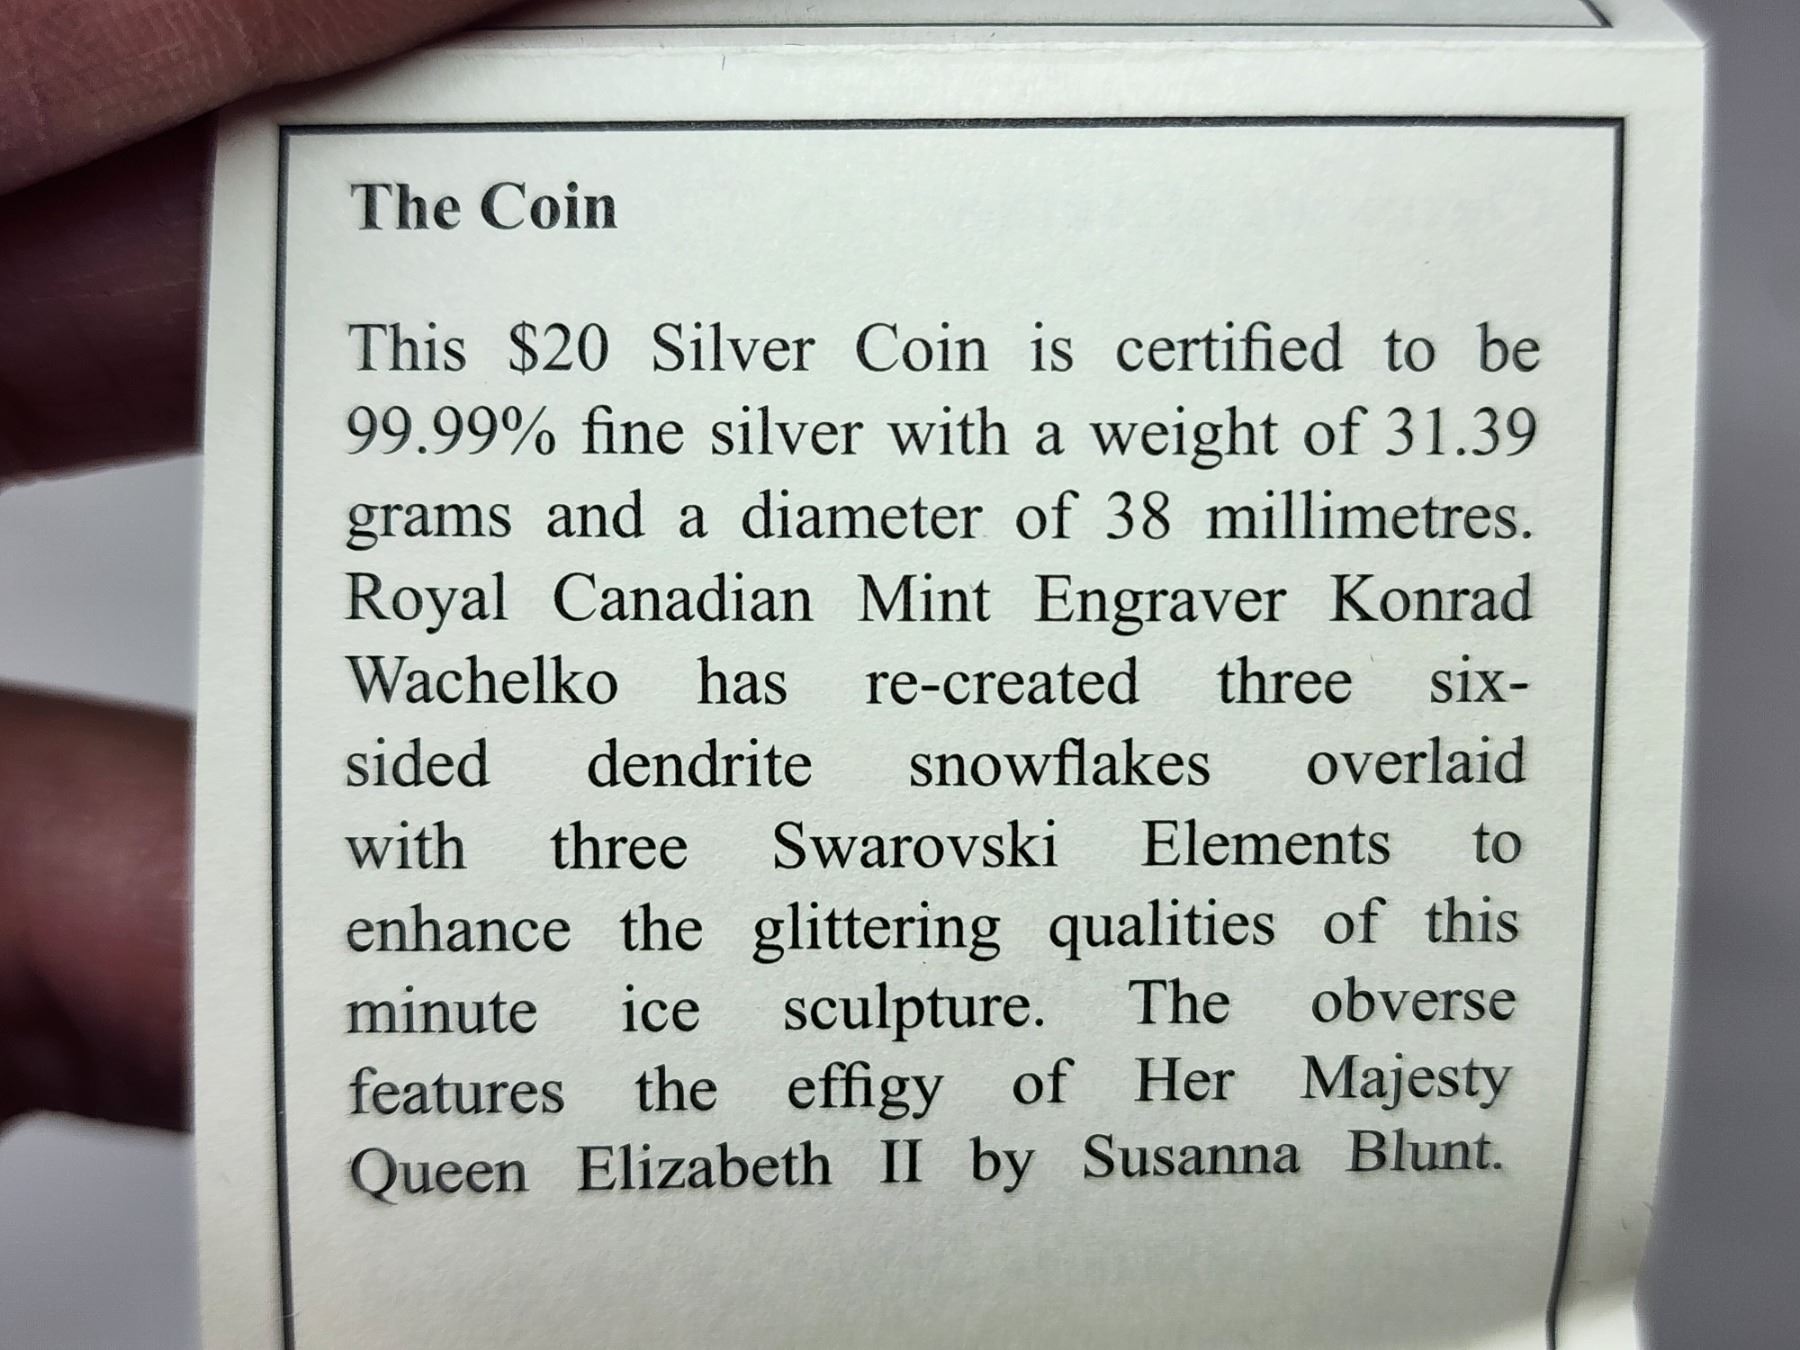 The Coin
This $20 Silver Coin is certified to be
99.99% fine silver with a weight of 31.39
grams and a diameter of 38 millimetres.
Royal Canadian Mint Engraver Konrad
Wachelko has re-created three six-
sided dendrite snowflakes overlaid
with three Swarovski Elements to
enhance the glittering qualities of this
minute ice sculpture. The obverse
features the effigy of Her Majesty
Queen Elizabeth II by Susanna Blunt.